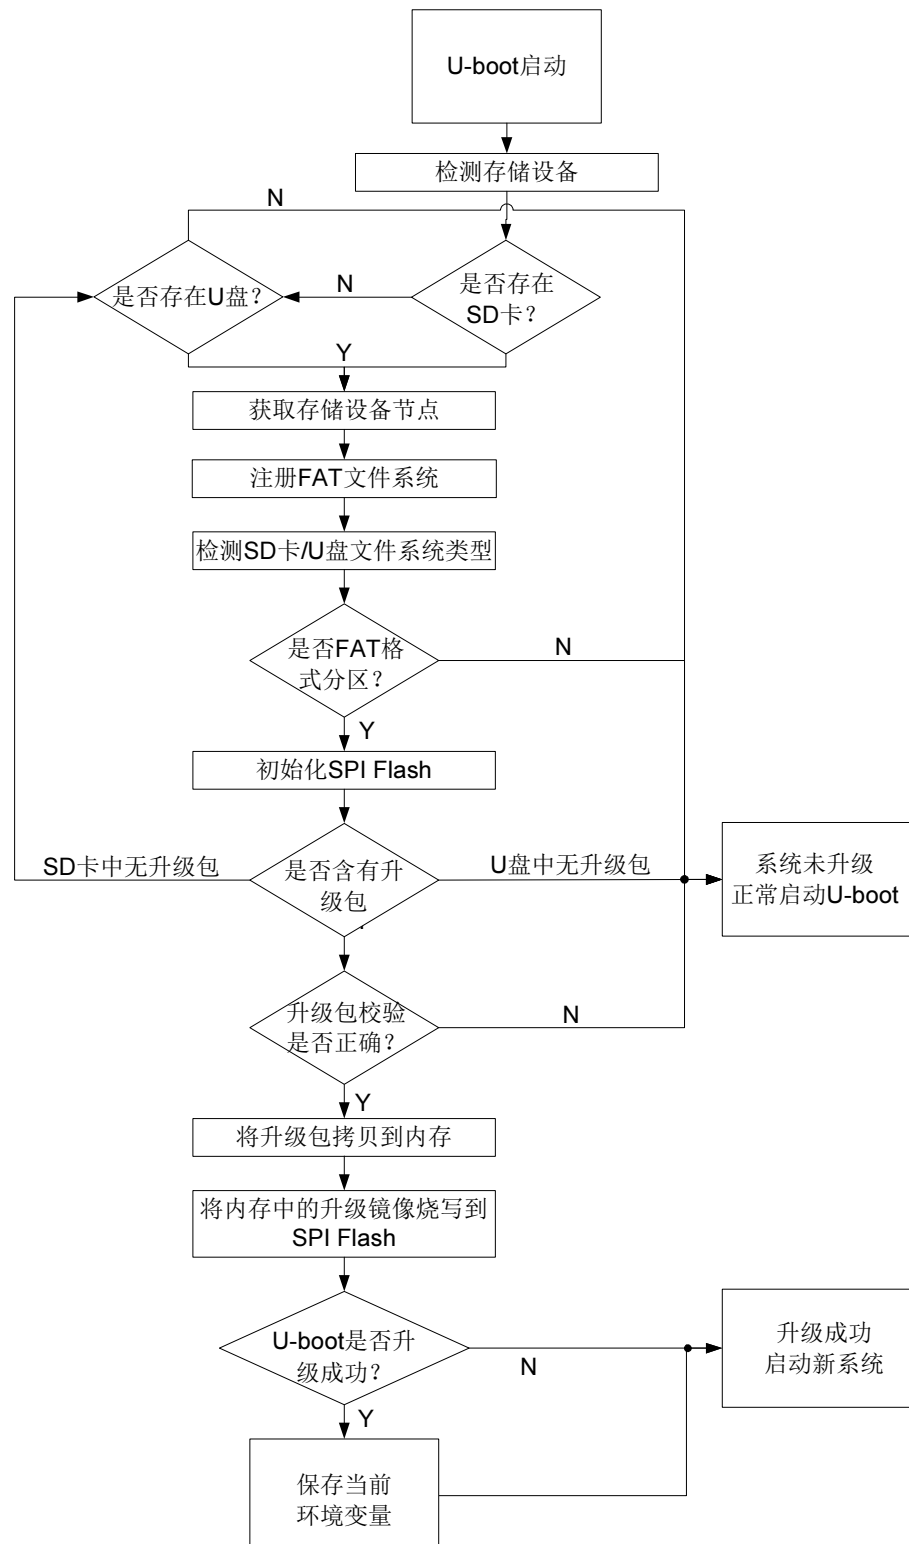 U-boot启动
检测存储设备
N
是否存在U盘？
N
是否存在
SD卡？
Y
获取存储设备节点
注册FAT文件系统
检测SD卡/U盘文件系统类型
是否FAT格
式分区？
N
Y
初始化SPI Flash
SD卡中无升级包
是否含有升
级包
U盘中无升级包
系统未升级
正常启动U-boot
升级包校验
是否正确？
N
Y
将升级包拷贝到内存
将内存中的升级镜像烧写到
SPI Flash
U-boot是否升
级成功？
N
升级成功
启动新系统
Y
保存当前
环境变量